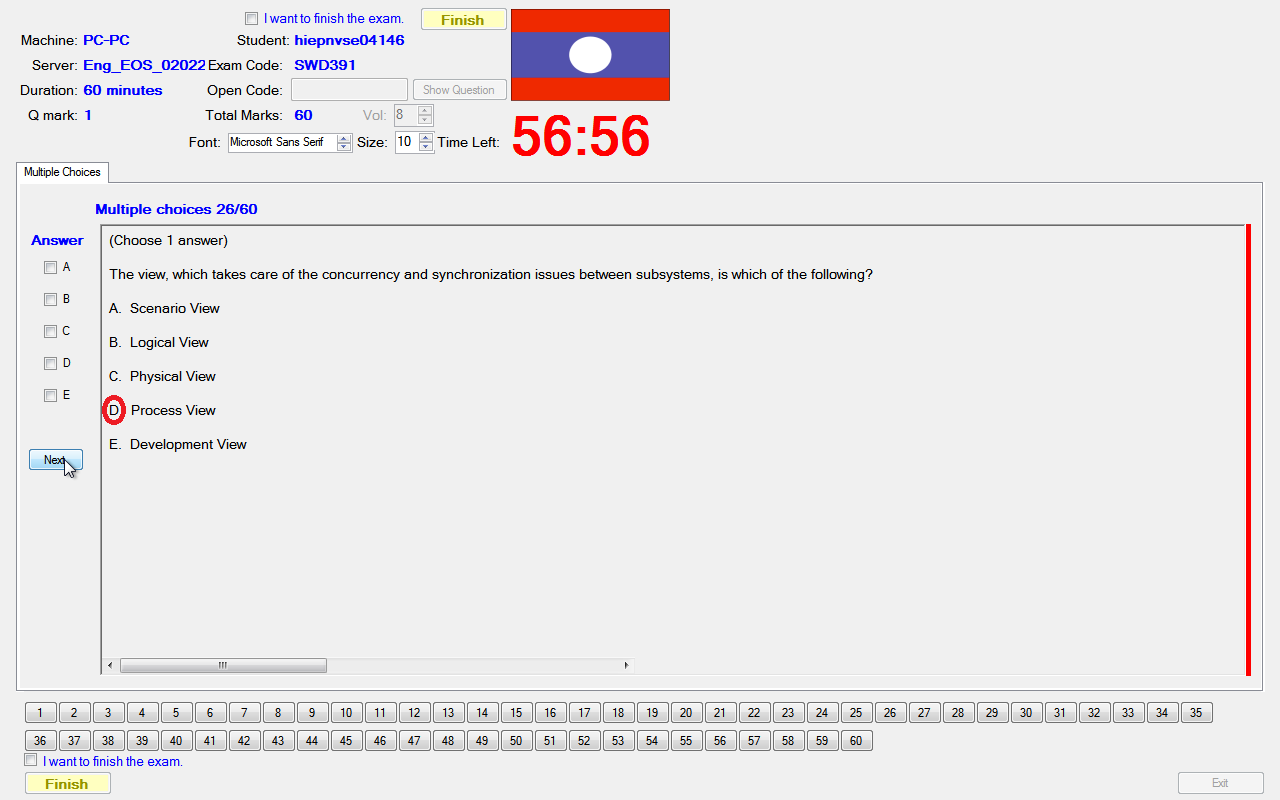 I want to finish the exam.
Finish
Machine: PC-PC
Student: hiepnvse04146
Server: Eng_EOS_02022
Exam Code: SWD391
Duration: 60 minutes
Open Code:
Show Question
Q mark: 1
Total Marks: 60
Vol: 8
Font: Microsoft Sans Serif
Size: 10
Time Left: 56:56
Multiple Choices
Multiple choices 26/60
Answer
A
B
C
D
E
Next
(Choose 1 answer)
The view, which takes care of the concurrency and synchronization issues between subsystems, is which of the following?
A. Scenario View
B. Logical View
C. Physical View
D Process View
E. Development View
1 2 3 4 5 6 7 8 9 10 11 12 13 14 15 16 17 18 19 20 21 22 23 24 25 26 27 28 29 30 31 32 33 34 35
36 37 38 39 40 41 42 43 44 45 46 47 48 49 50 51 52 53 54 55 56 57 58 59 60
I want to finish the exam.
Finish
Exit